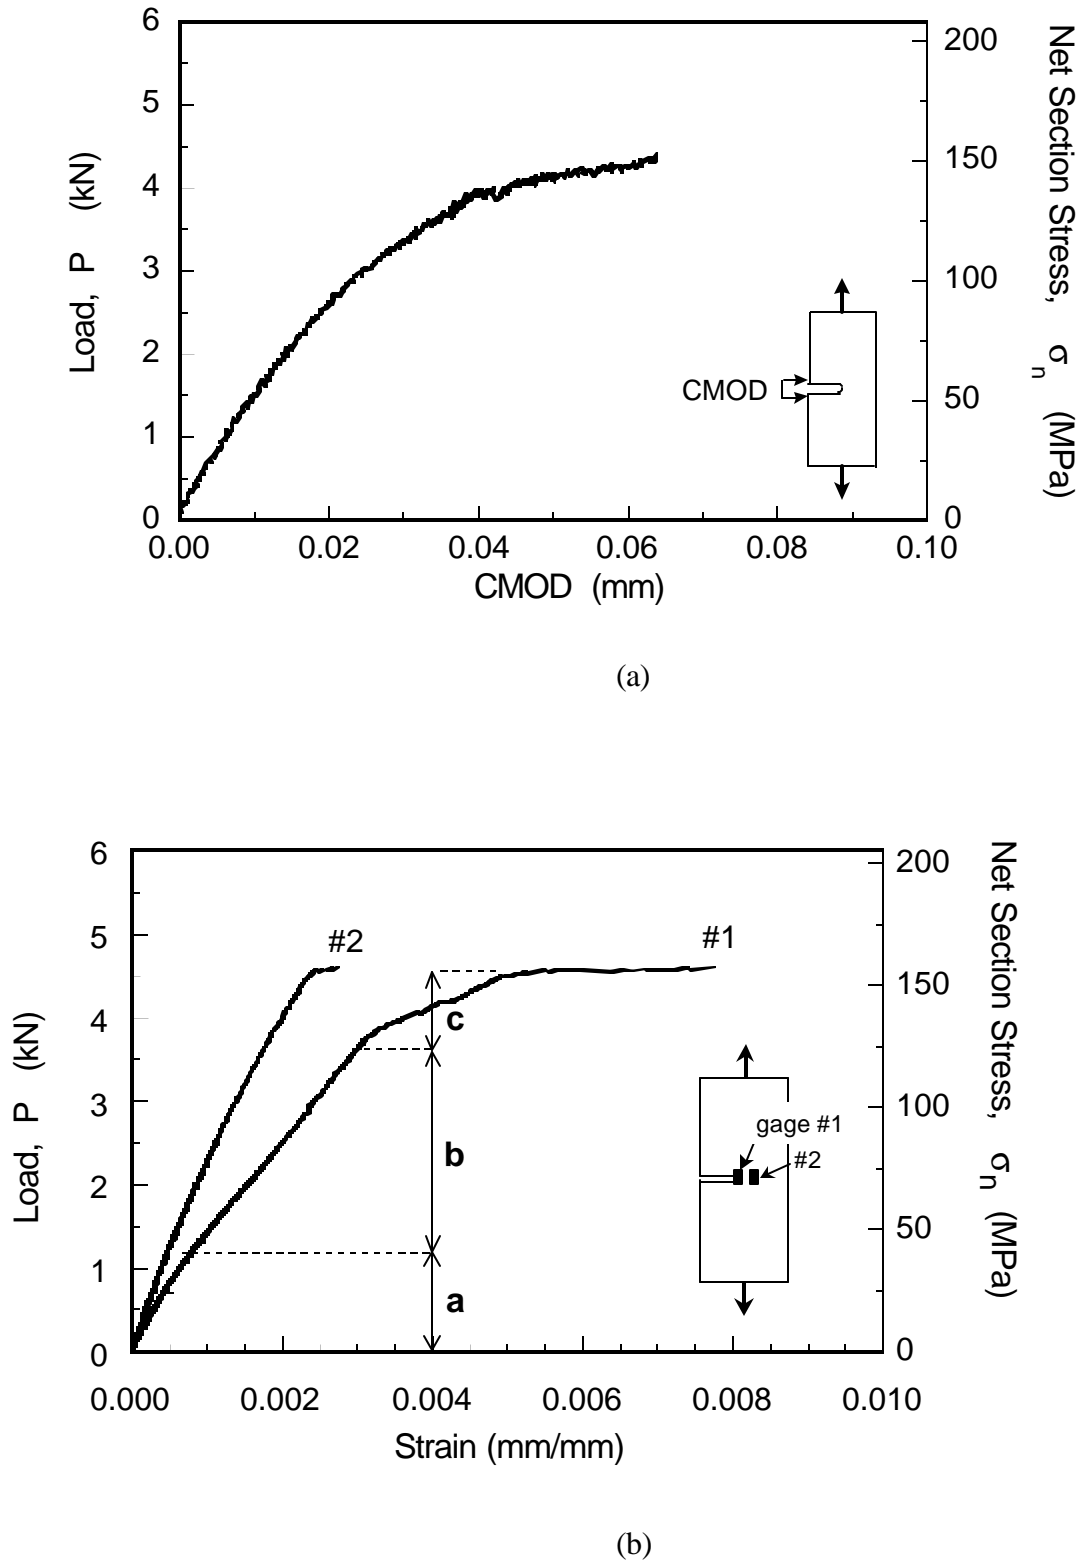 6
5
4
3
2
1
0
Load, P (kN)
200
150
100
50
0
Net Section Stress, σn (MPa)
CMOD
0.00 0.02 0.04 0.06 0.08 0.10
CMOD (mm)
(a)
6
5
4
3
2
1
0
Load, P (kN)
200
150
100
50
0
Net Section Stress, σn (MPa)
#2
#1
c
b
a
gage #1
#2
0.000 0.002 0.004 0.006 0.008 0.010
Strain (mm/mm)
(b)